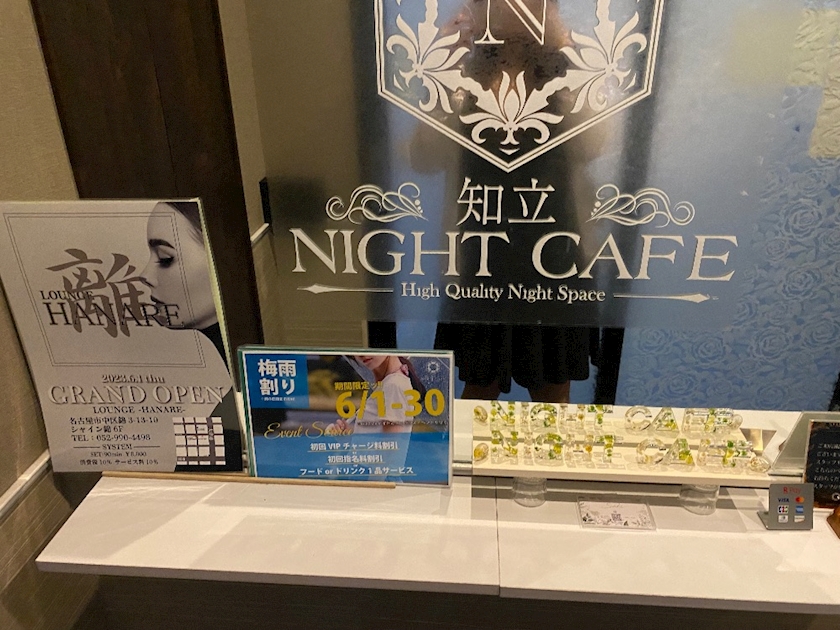 N
知立
NIGHT CAFE
High Quality Night Space
離
LOUNGE
HANARE
2023.6.1 thu
GRAND OPEN
LOUNGE -HANARE-
名古屋市中区錦 3-13-19
シャイン錦 6F
TEL : 052-990-4498
SYSTEM
梅雨
割り
期間限定
6/1-30
Event
初回 VIP チャージ料割引
初回指名料割引
フード or ドリンク 1 品サービス
NIGHT CAFE
NIGHT CAFE
VISA